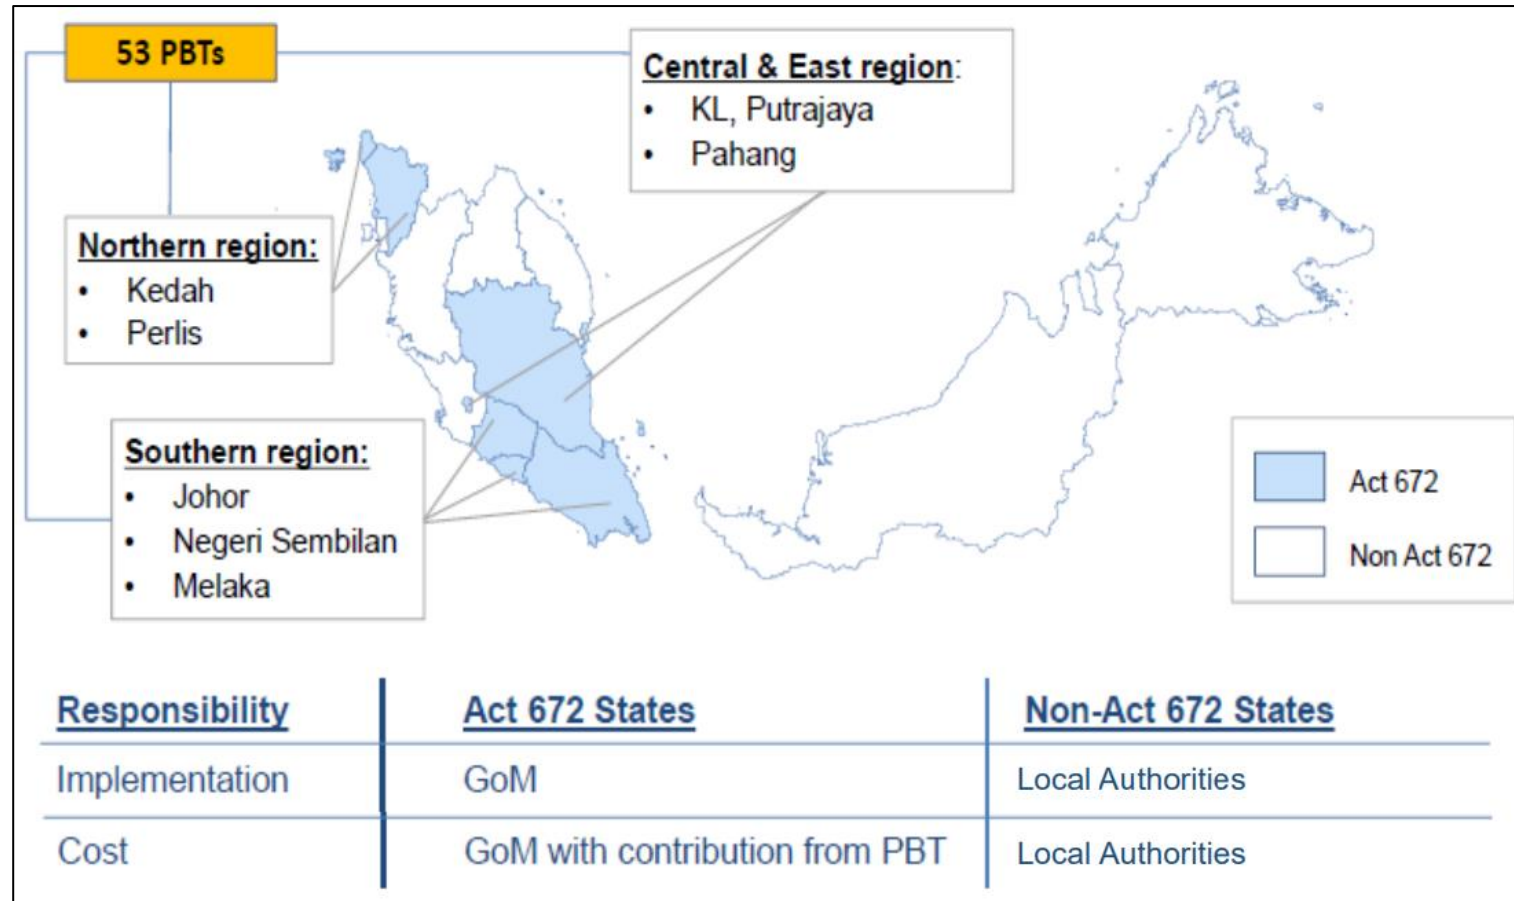 53 PBTs
Central & East region:
• KL, Putrajaya
• Pahang
Northern region:
• Kedah
• Perlis
Southern region:
• Johor
• Negeri Sembilan
• Melaka
Act 672
Non Act 672
Responsibility Act 672 States Non-Act 672 States
Implementation GoM Local Authorities
Cost GoM with contribution from PBT Local Authorities